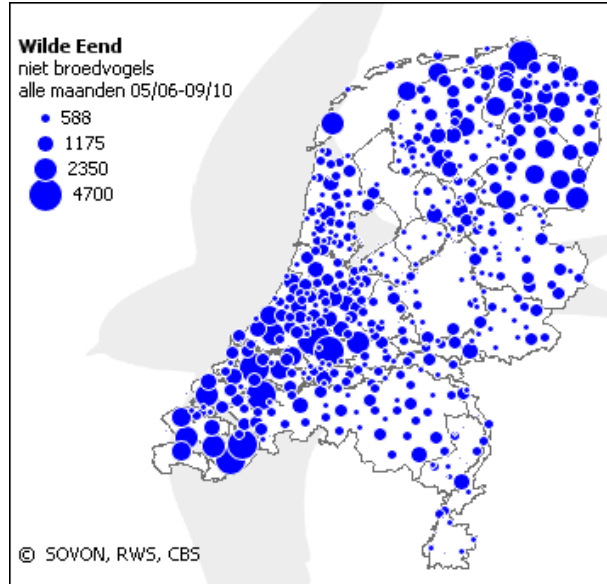 Wilde Eend
niet broedvogels
alle maanden 05/06-09/10
588
1175
2350
4700
© SOVON, RWS, CBS